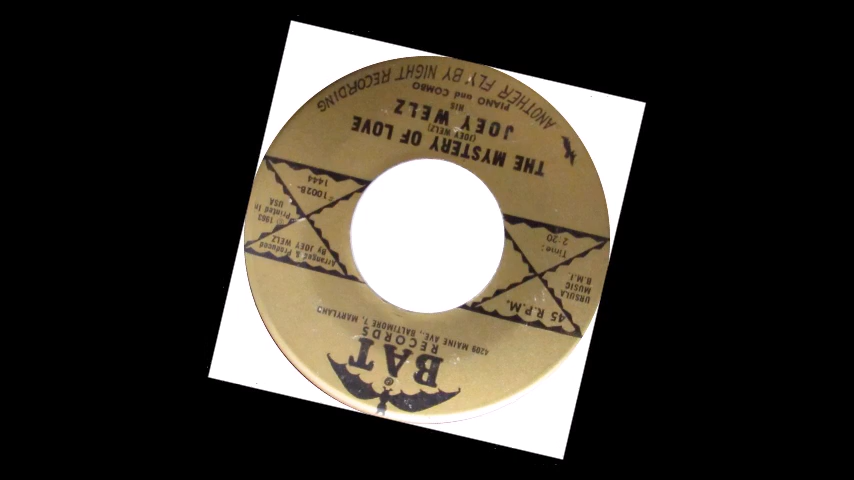 BAT
®
RECORDS
4209 MAINE AVE., BALTIMORE 7, MARYLAND
45 R.P.M.
URSULA
MUSIC
B.M.I.
Time:
2:20
Arranged & Produced
By JOEY WELZ
© 1963
Printed in
USA
#10028-
1444
THE MYSTERY OF LOVE
(JOEY WELZ)
JOEY WELZ
HIS
PIANO and COMBO
ANOTHER FLY BY NIGHT RECORDING